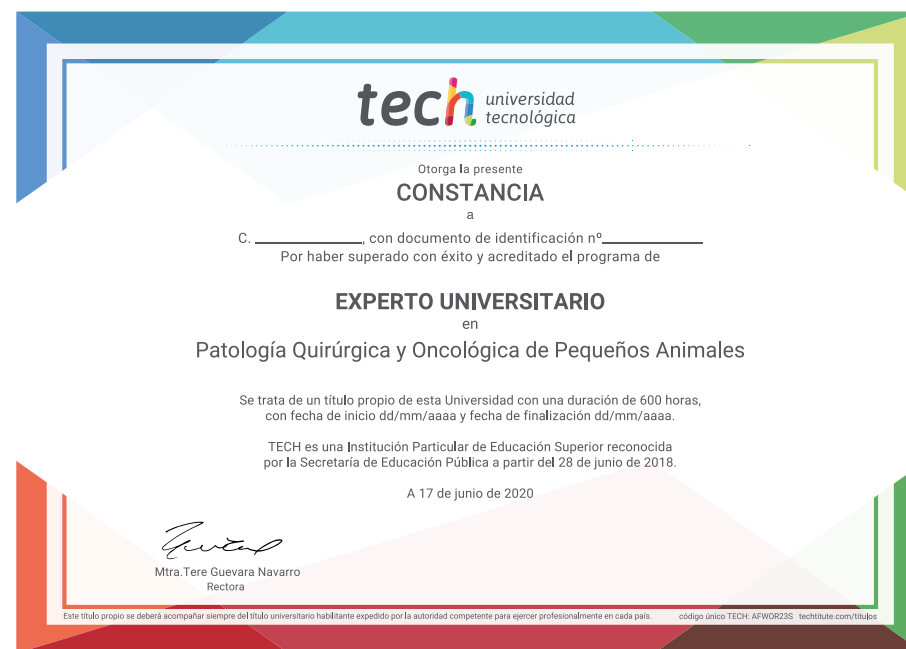 tech universidad
tecnológica
Otorga la presente
CONSTANCIA
a
C. ______________, con documento de identificación nº_____________
Por haber superado con éxito y acreditado el programa de
EXPERTO UNIVERSITARIO
en
Patología Quirúrgica y Oncológica de Pequeños Animales
Se trata de un título propio de esta Universidad con una duración de 600 horas,
con fecha de inicio dd/mm/aaaa y fecha de finalización dd/mm/aaaa.
TECH es una Institución Particular de Educación Superior reconocida
por la Secretaría de Educación Pública a partir del 28 de junio de 2018.
A 17 de junio de 2020
Mtra.Tere Guevara Navarro
Rectora
Este título propio se deberá acompañar siempre del título universitario habilitante expedido por la autoridad competente para ejercer profesionalmente en cada país. código único TECH: AFWOR23S techtitute.com/titulos